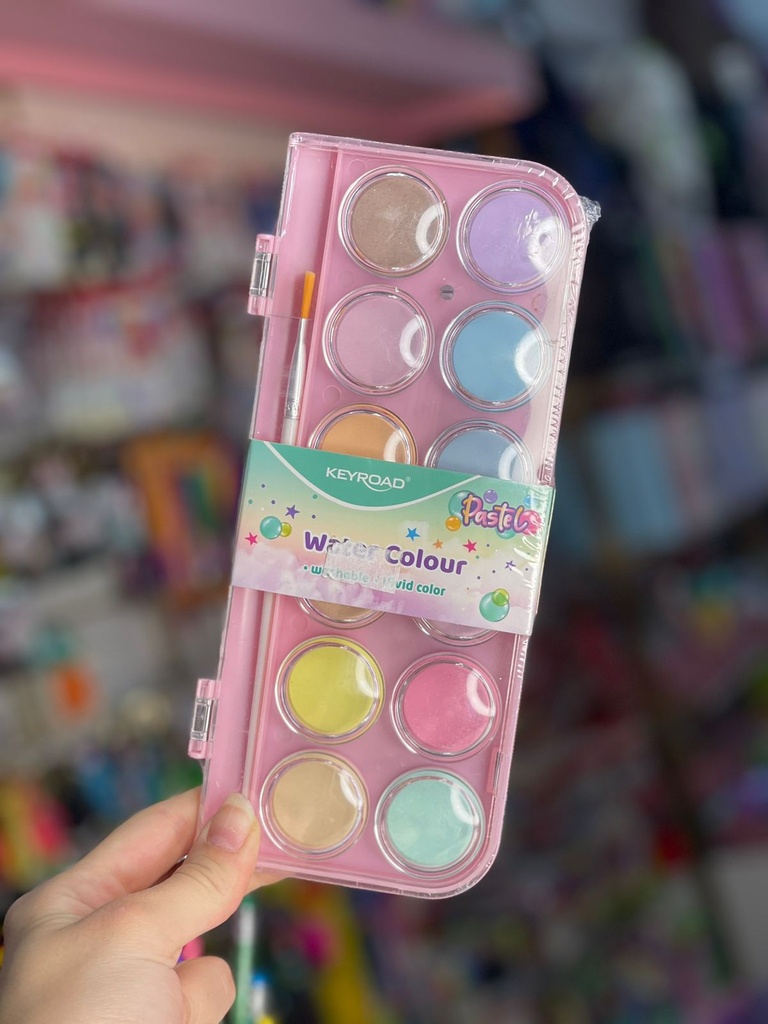 KEYROAD®
Pastel
Water Colour
• washable • vivid color